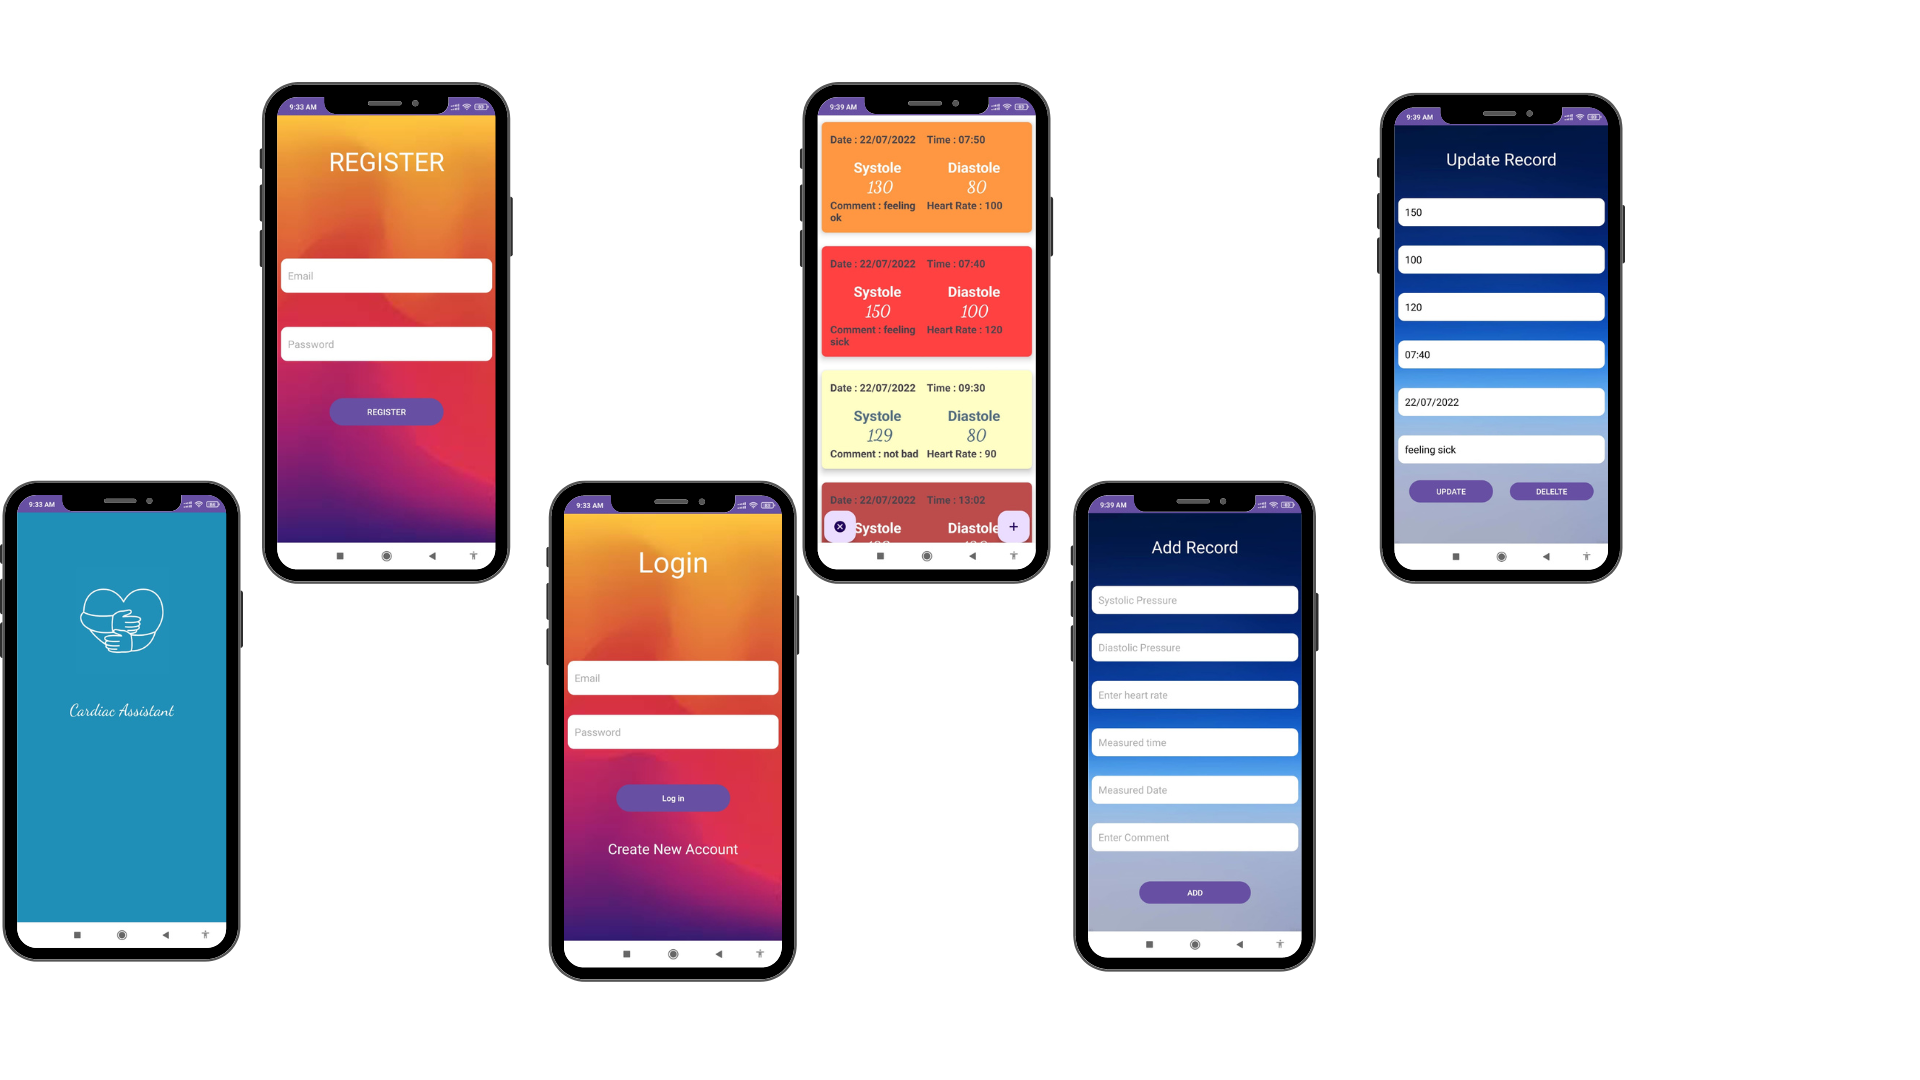 9:33 AM
Cardiac Assistant
9:33 AM
REGISTER
Email
Password
REGISTER
9:33 AM
Login
Email
Password
Log in
Create New Account
9:39 AM
Date : 22/07/2022 Time : 07:50
Systole Diastole
130 80
Comment : feeling ok Heart Rate : 100
Date : 22/07/2022 Time : 07:40
Systole Diastole
150 100
Comment : feeling sick Heart Rate : 120
Date : 22/07/2022 Time : 09:30
Systole Diastole
129 80
Comment : not bad Heart Rate : 90
Date : 22/07/2022 Time : 13:02
Systole Diastole
9:39 AM
Add Record
Systolic Pressure
Diastolic Pressure
Enter heart rate
Measured time
Measured Date
Enter Comment
ADD
9:39 AM
Update Record
150
100
120
07:40
22/07/2022
feeling sick
UPDATE DELELTE